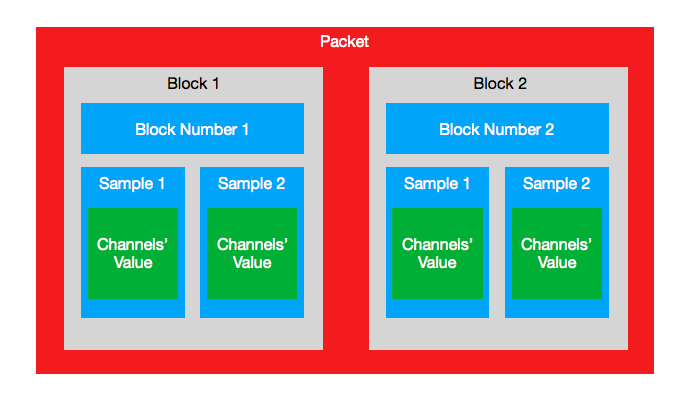 Packet
Block 1
Block Number 1
Sample 1
Channels’
Value
Sample 2
Channels’
Value
Block 2
Block Number 2
Sample 1
Channels’
Value
Sample 2
Channels’
Value